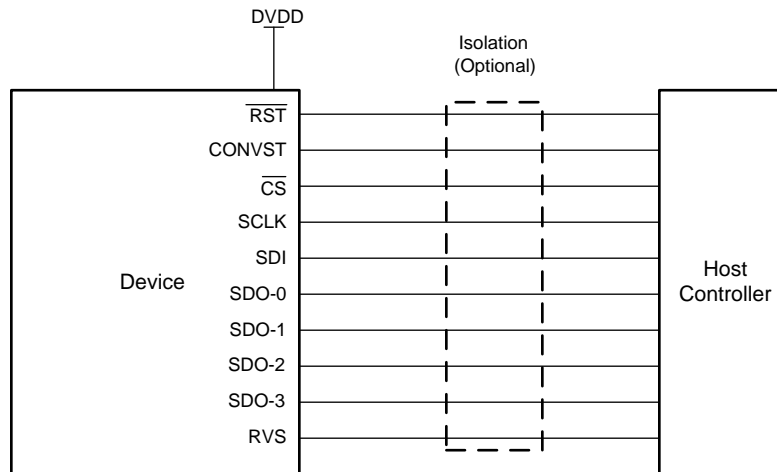 DVDD
Isolation
(Optional)
RST
CONVST
CS
SCLK
SDI
SDO-0
SDO-1
SDO-2
SDO-3
RVS
Device
Host
Controller